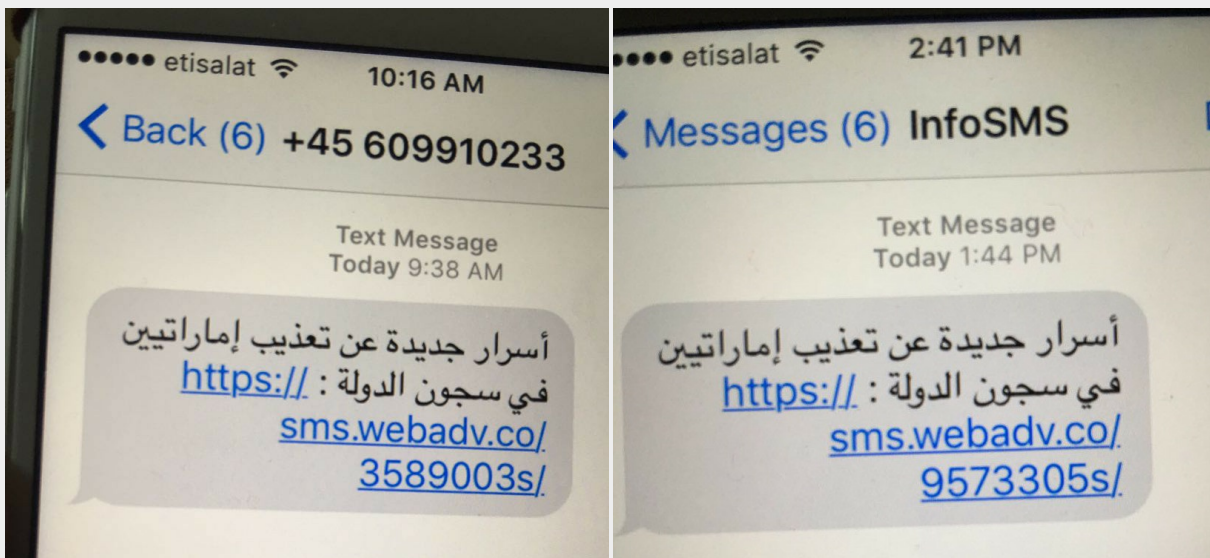 etisalat 10:16 AM
Back (6) +45 609910233
Text Message
Today 9:38 AM
أسرار جديدة عن تعذيب إماراتيين
في سجون الدولة : https://
sms.webadv.co/
3589003s/
etisalat 2:41 PM
Messages (6) InfoSMS
Text Message
Today 1:44 PM
أسرار جديدة عن تعذيب إماراتيين
في سجون الدولة : https://
sms.webadv.co/
9573305s/